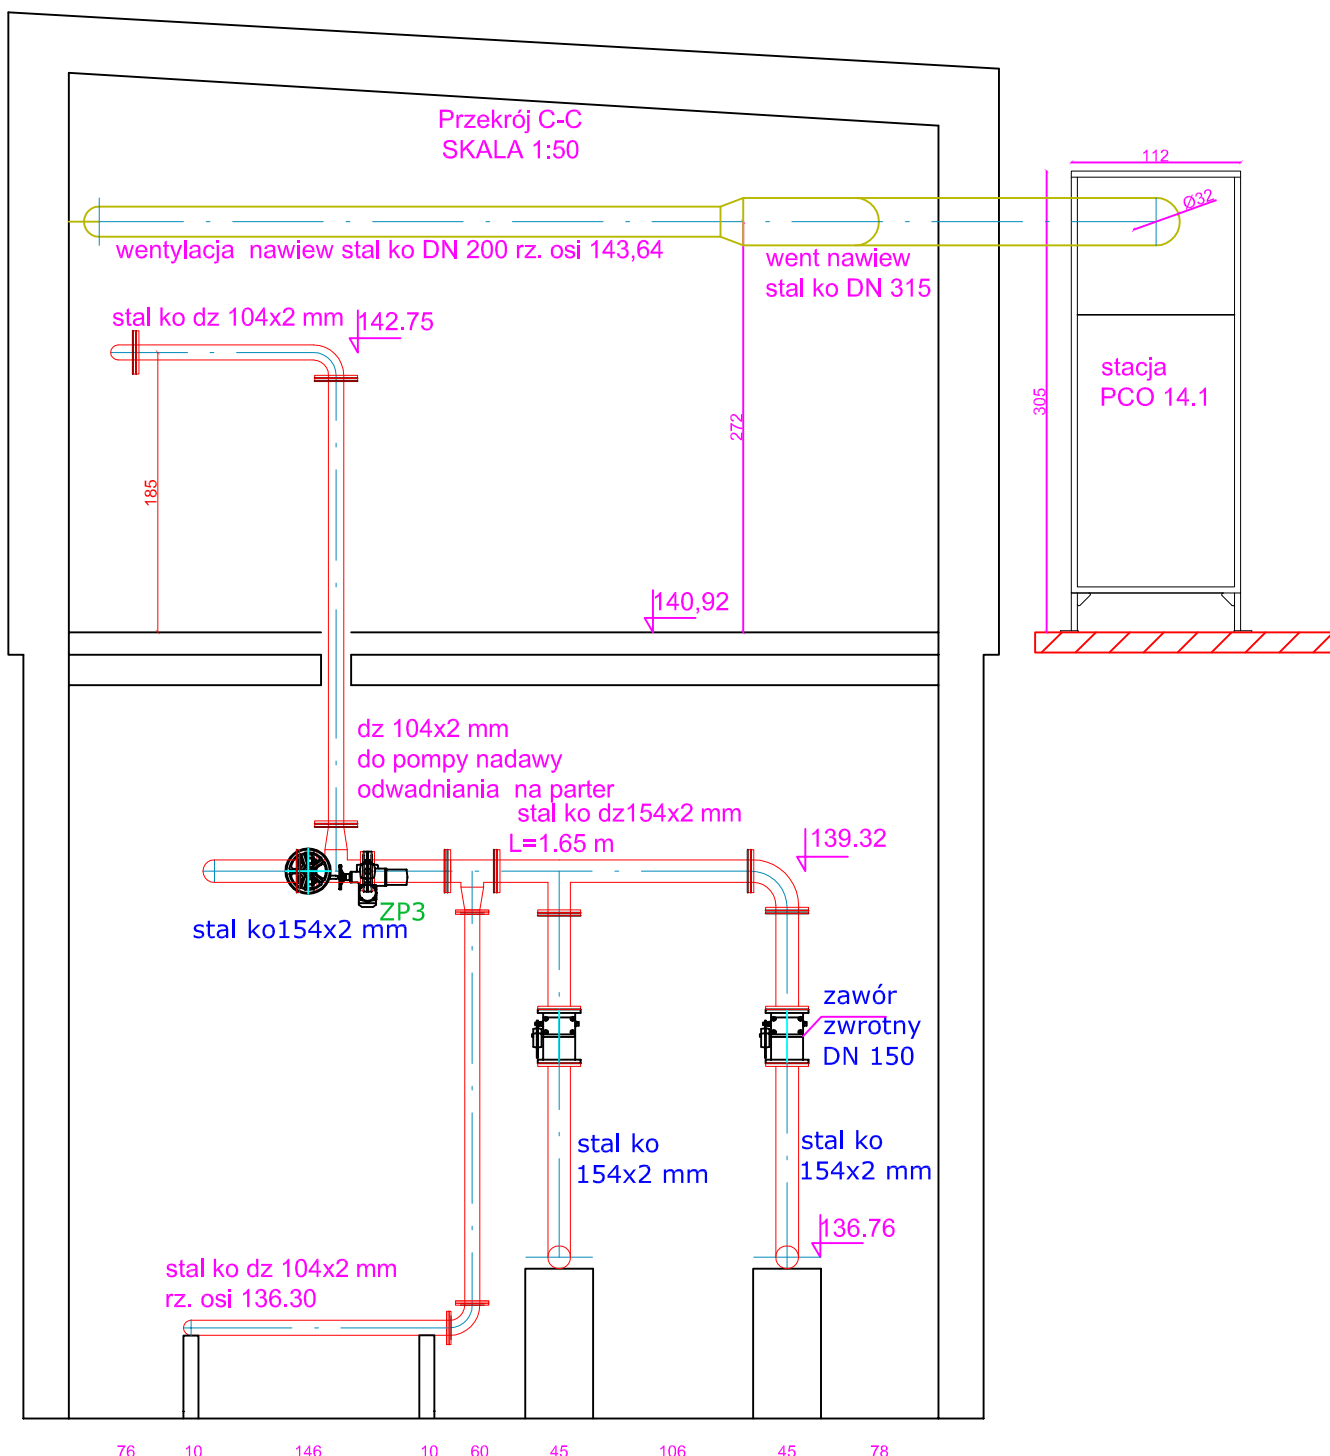 Przekrój C-C
SKALA 1:50
112
Ø32
wentylacja nawiew stal ko DN 200 rz. osi 143,64
went nawiew
stal ko DN 315
stal ko dz 104x2 mm
142.75
stacja
PCO 14.1
305
272
185
140,92
dz 104x2 mm
do pompy nadawy
odwadniania na parter
stal ko dz154x2 mm
L=1.65 m
139.32
ZP3
stal ko154x2 mm
zawór
zwrotny
DN 150
stal ko
154x2 mm
stal ko
154x2 mm
136.76
stal ko dz 104x2 mm
rz. osi 136.30
76 10 146 10 60 45 106 45 78